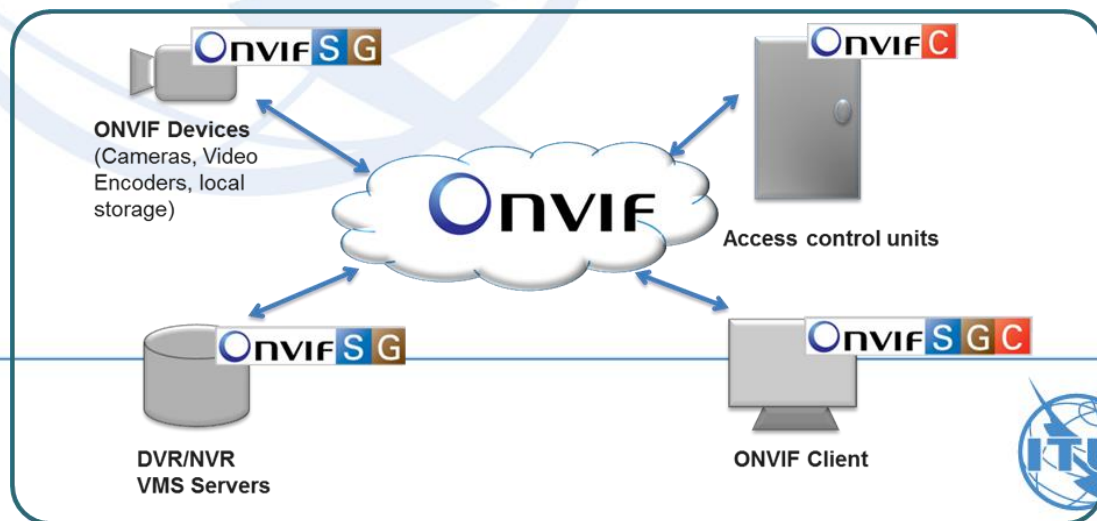 ONVIF S G
ONVIF C
ONVIF Devices
(Cameras, Video
Encoders, local
storage)
ONVIF
Access control units
ONVIF S G
ONVIF S G C
DVR/NVR
VMS Servers
ONVIF Client
ITU